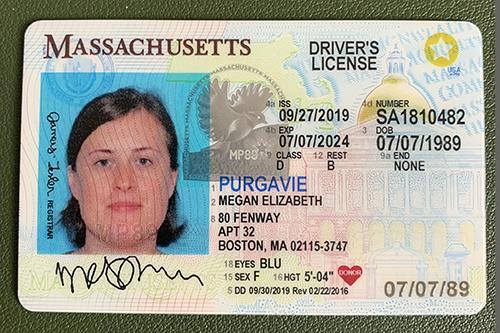 MASSACHUSETTS
DRIVER'S
LICENSE
USA
4a ISS
09/27/2019
4d NUMBER
SA1810482
4b EXP
07/07/2024
3 DOB
07/07/1989
9 CLASS
D
12 REST
B
9a END
NONE
MP88
1 PURGAVIE
2 MEGAN ELIZABETH
8 80 FENWAY
APT 32
BOSTON, MA 02115-3747
18 EYES BLU
15 SEX F 16 HGT 5'-04"
DONOR
5 DD 09/30/2019 Rev 02/22/2016
07/07/89
REGISTRAR